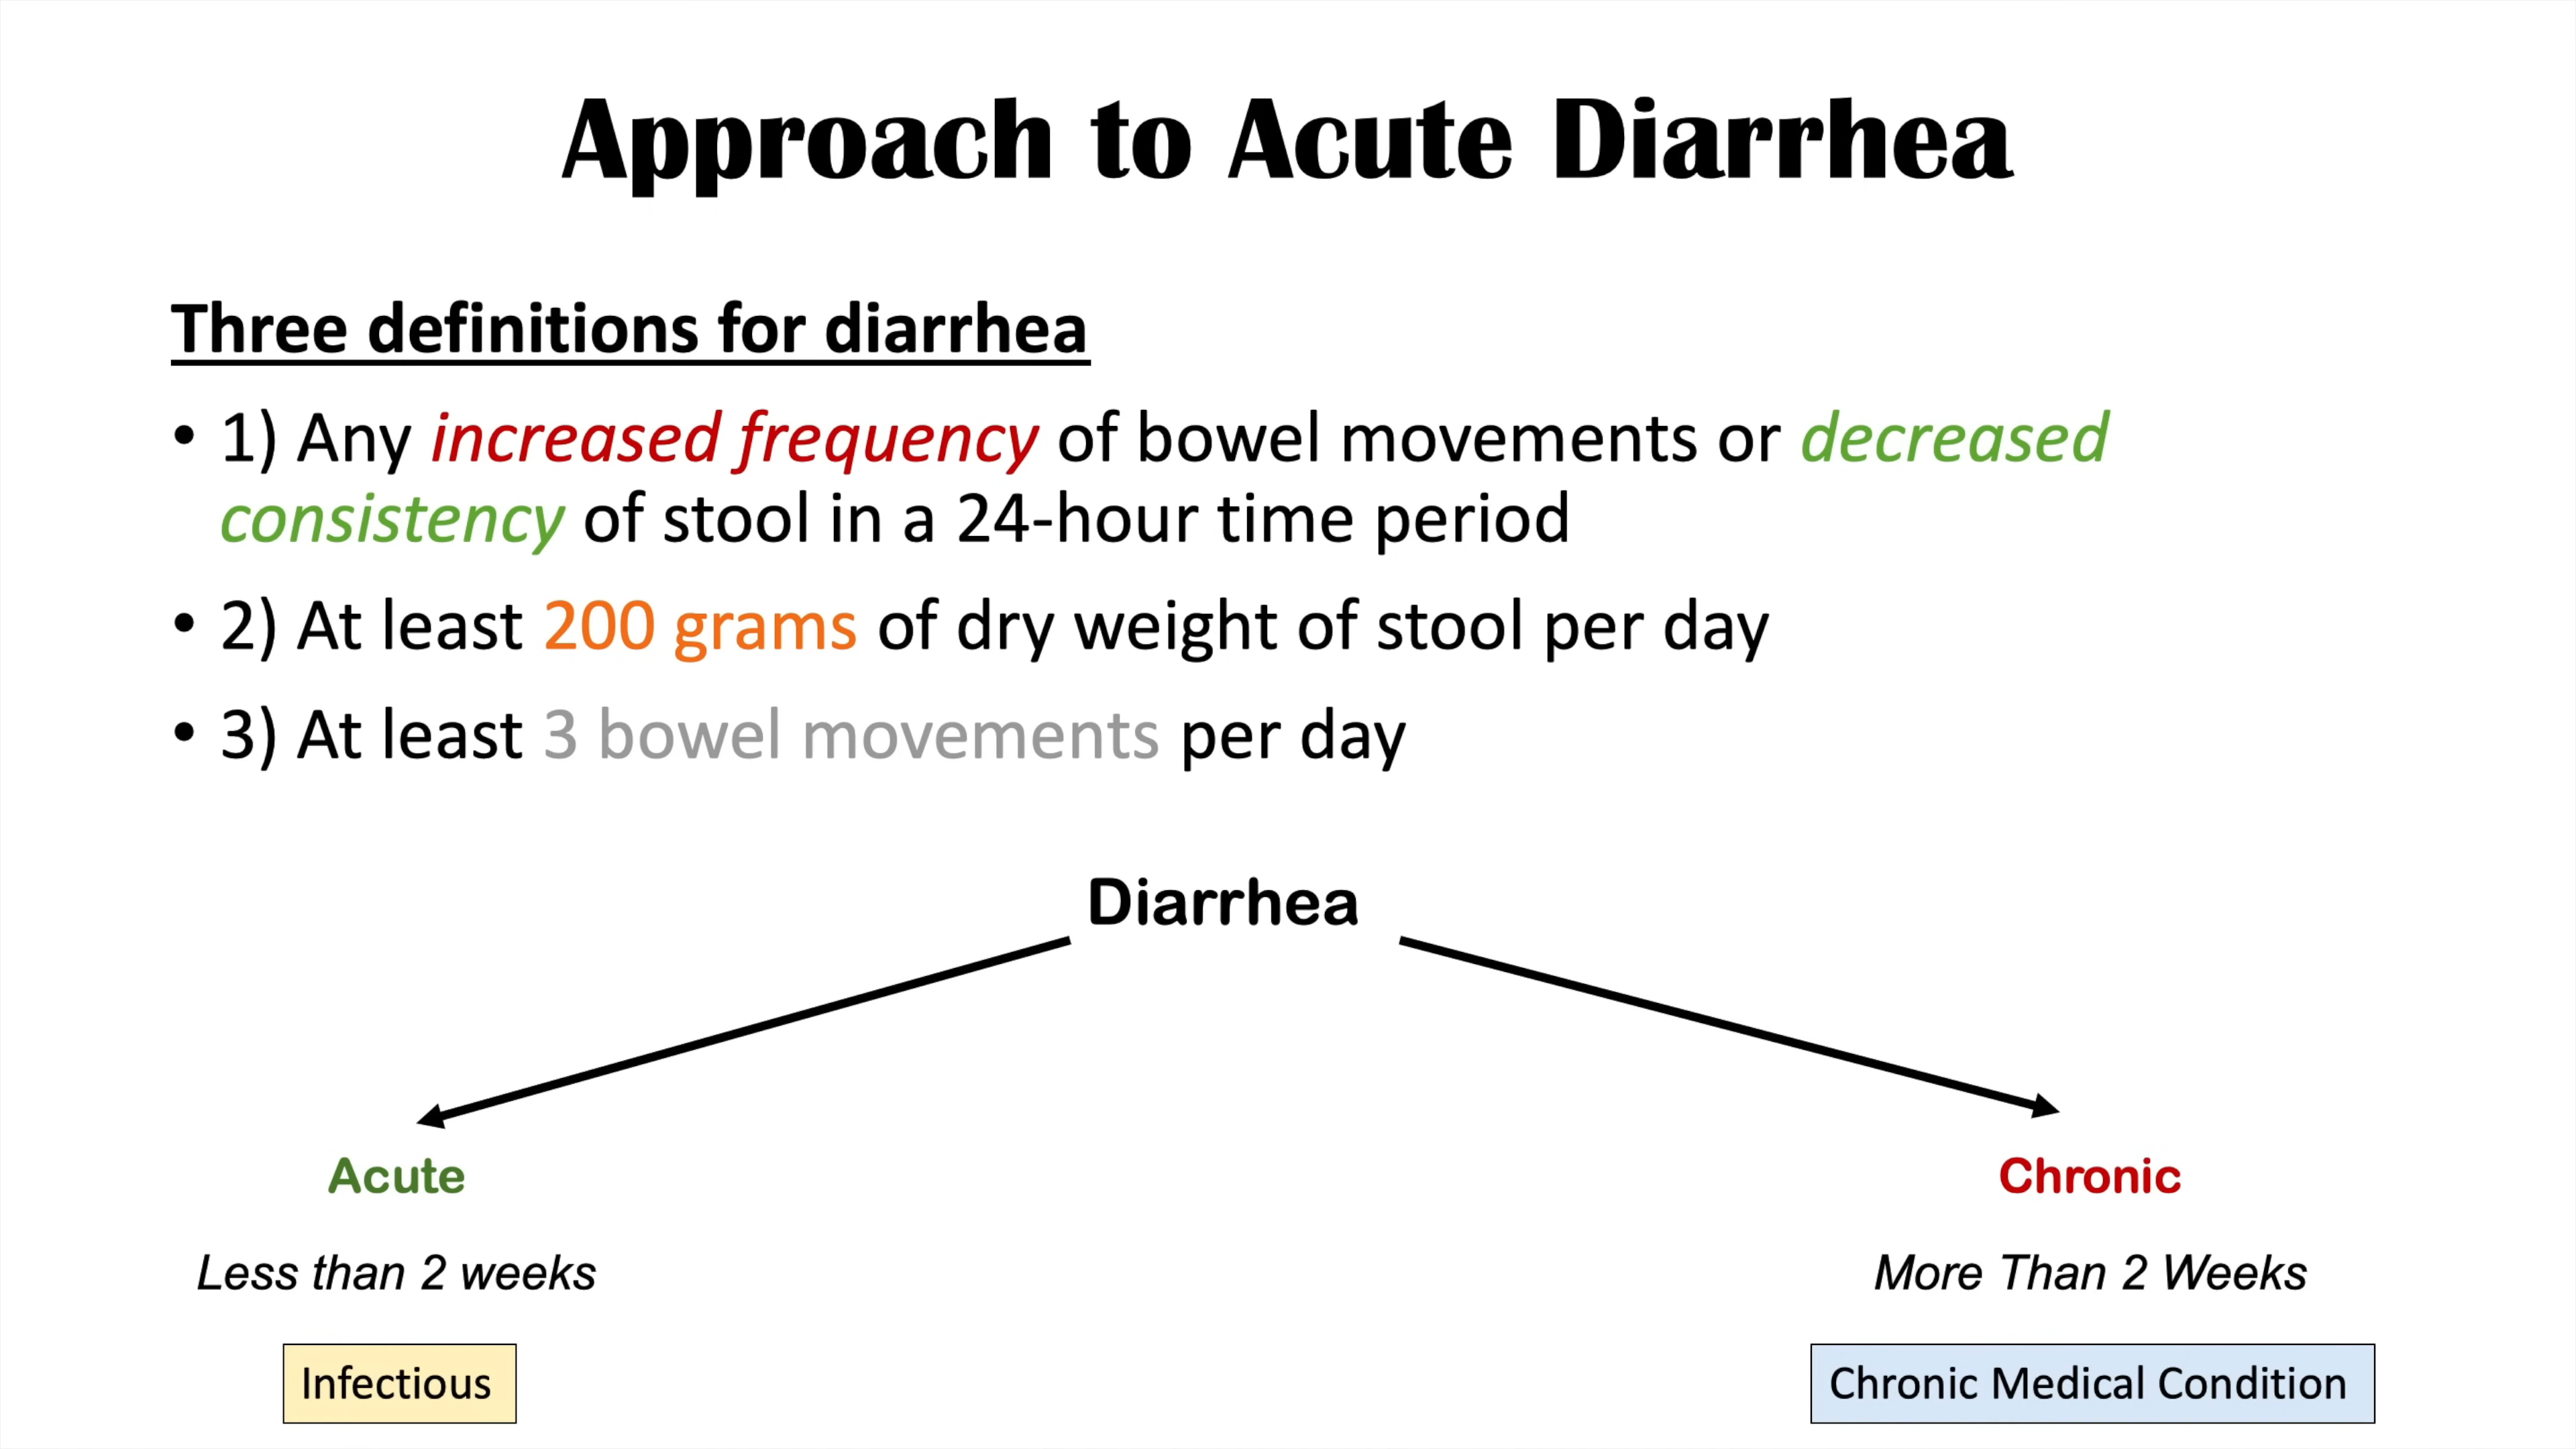 Approach to Acute Diarrhea
Three definitions for diarrhea
• 1) Any increased frequency of bowel movements or decreased
consistency of stool in a 24-hour time period
• 2) At least 200 grams of dry weight of stool per day
• 3) At least 3 bowel movements per day
Diarrhea
Acute
Chronic
Less than 2 weeks
More Than 2 Weeks
Infectious
Chronic Medical Condition